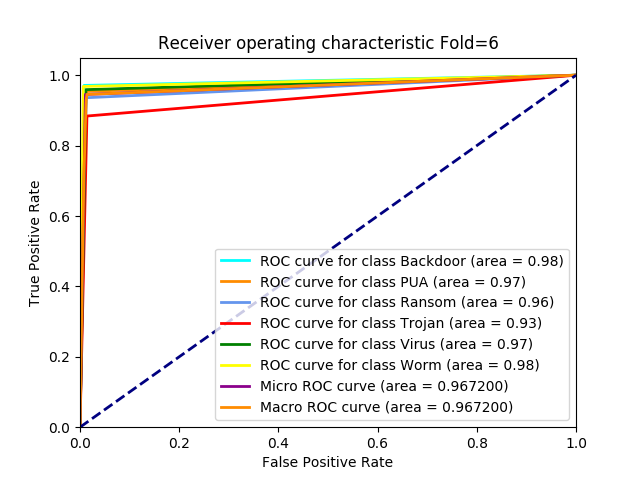 Receiver operating characteristic Fold=6
True Positive Rate
1.0
0.8
0.6
0.4
0.2
0.0
ROC curve for class Backdoor (area = 0.98)
ROC curve for class PUA (area = 0.97)
ROC curve for class Ransom (area = 0.96)
ROC curve for class Trojan (area = 0.93)
ROC curve for class Virus (area = 0.97)
ROC curve for class Worm (area = 0.98)
Micro ROC curve (area = 0.967200)
Macro ROC curve (area = 0.967200)
0.0 0.2 0.4 0.6 0.8 1.0
False Positive Rate